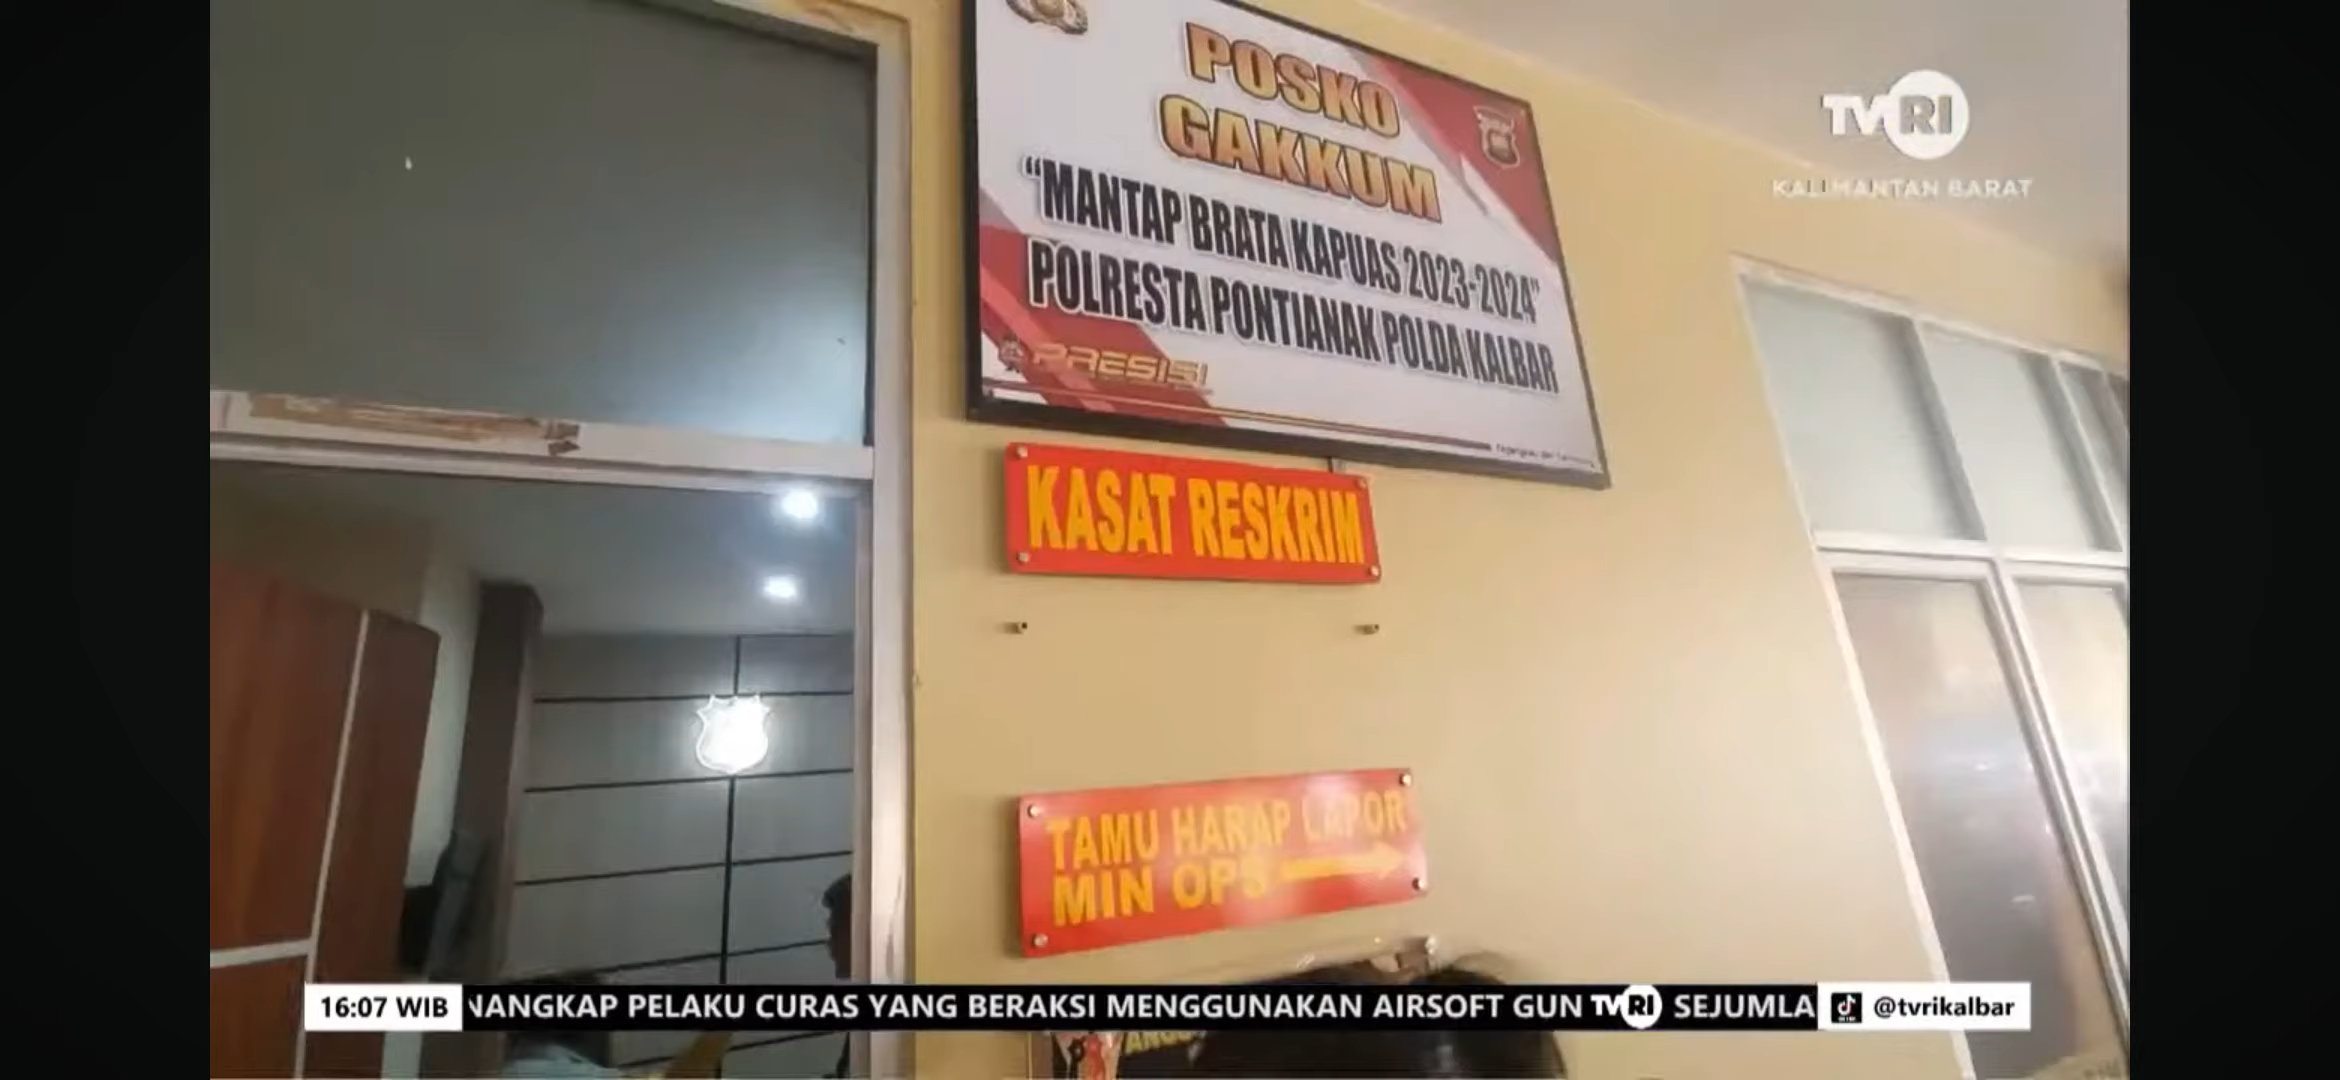 POSKO
GAKKUM
"MANTAP BRATA KAPUAS 2023-2024"
POLRESTA PONTIANAK POLDA KALBAR
PRESISI
TVRI
KALIMANTAN BARAT
KASAT RESKRIM
TAMU HARAP LAPOR
MIN OPS
16:07 WIB
NANGKAP PELAKU CURAS YANG BERAKSI MENGGUNAKAN AIRSOFT GUN TVRI SEJUMLA
@tvrikalbar